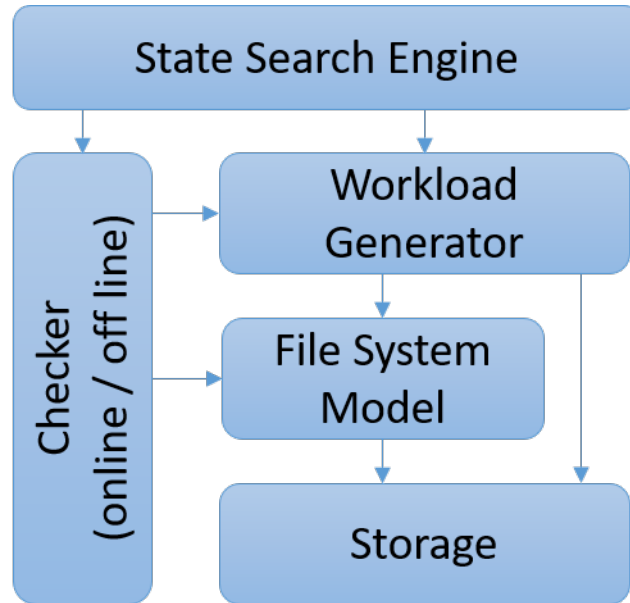 State Search Engine
Checker
(online / off line)
Workload
Generator
File System
Model
Storage